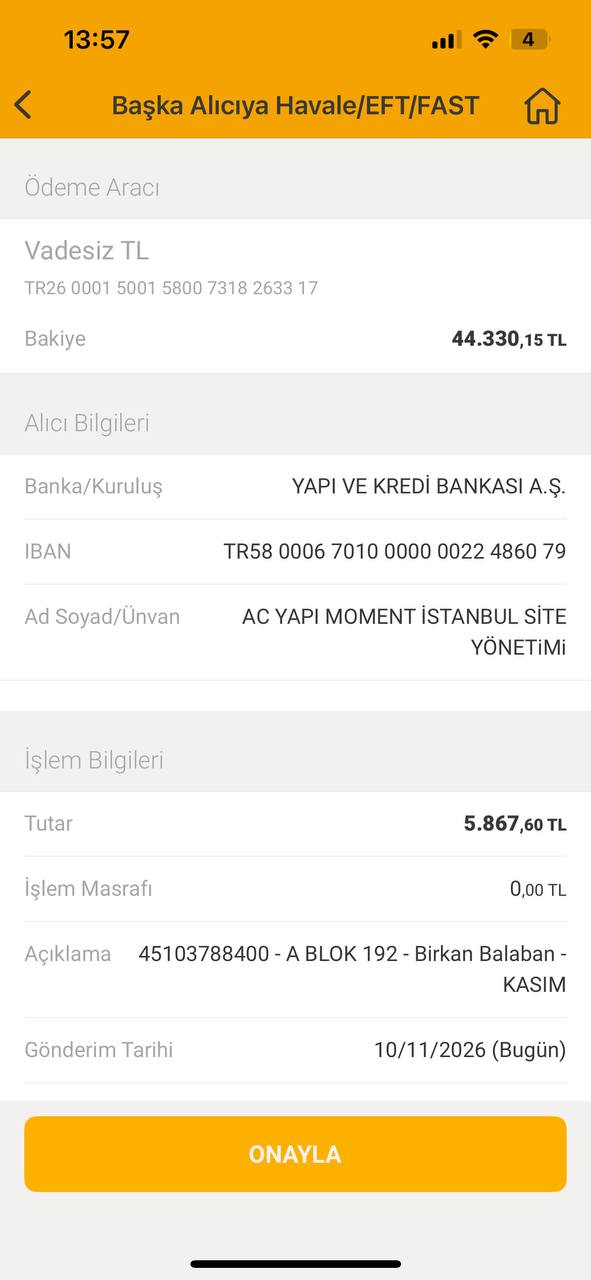 13:57
4
Başka Alıcıya Havale/EFT/FAST
Ödeme Aracı
Vadesiz TL
TR26 0001 5001 5800 7318 2633 17
Bakiye 44.330,15 TL
Alıcı Bilgileri
Banka/Kuruluş YAPI VE KREDİ BANKASI A.Ş.
IBAN TR58 0006 7010 0000 0022 4860 79
Ad Soyad/Ünvan AC YAPI MOMENT İSTANBUL SİTE
YÖNETiMi
İşlem Bilgileri
Tutar 5.867,60 TL
İşlem Masrafı 0,00 TL
Açıklama 45103788400 - A BLOK 192 - Birkan Balaban -
KASIM
Gönderim Tarihi 10/11/2026 (Bugün)
ONAYLA